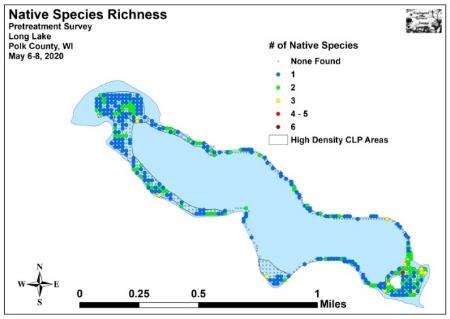 Native Species Richness
Pretreatment Survey
Long Lake
Polk County, WI
May 6-8, 2020
# of Native Species
None Found
1
2
3
4 - 5
6
High Density CLP Areas
N
W E
S
0 0.25 0.5 1
Miles